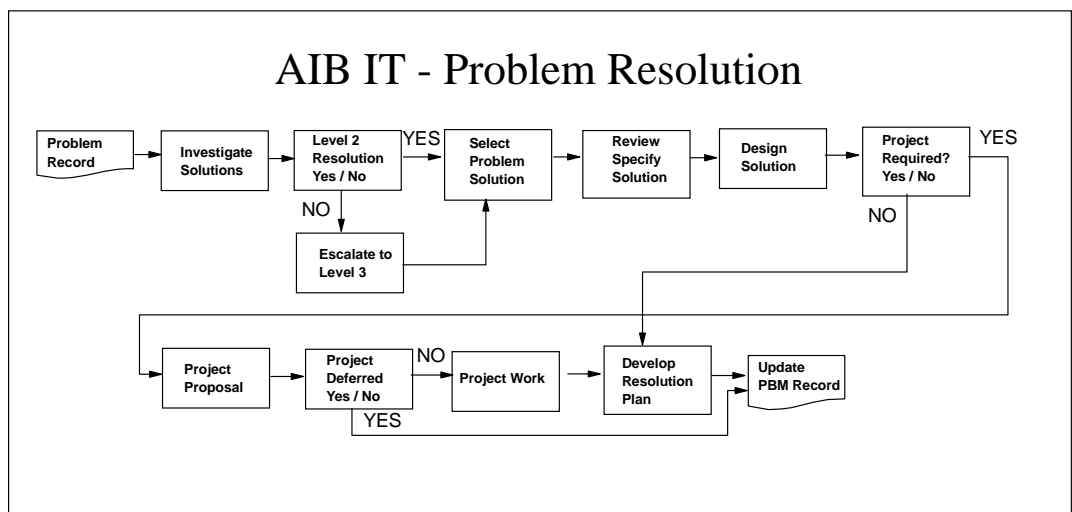 AIB IT - Problem Resolution
Problem
Record
Investigate
Solutions
Level 2
Resolution
Yes / No
YES
NO
Escalate to
Level 3
Select
Problem
Solution
Review
Specify
Solution
Design
Solution
Project
Required?
Yes / No
YES
NO
Project
Proposal
Project
Deferred
Yes / No
NO
YES
Project Work
Develop
Resolution
Plan
Update
PBM Record